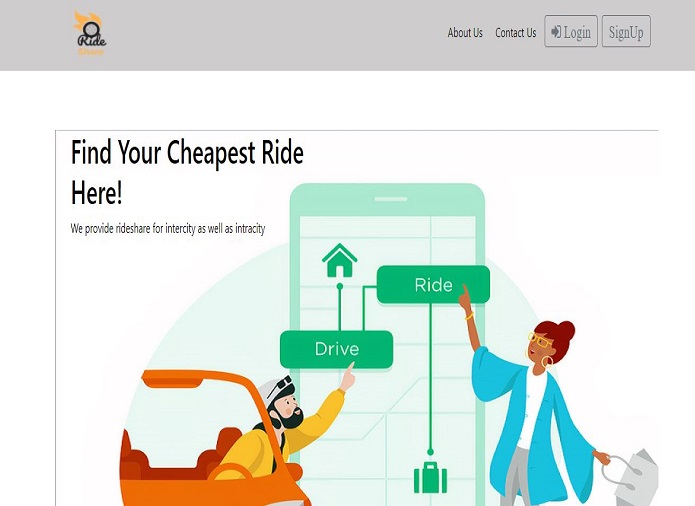 Ride
About Us
Contact Us
Login
SignUp
Find Your Cheapest Ride
Here!
We provide rideshare for intercity as well as intracity
Ride
Drive